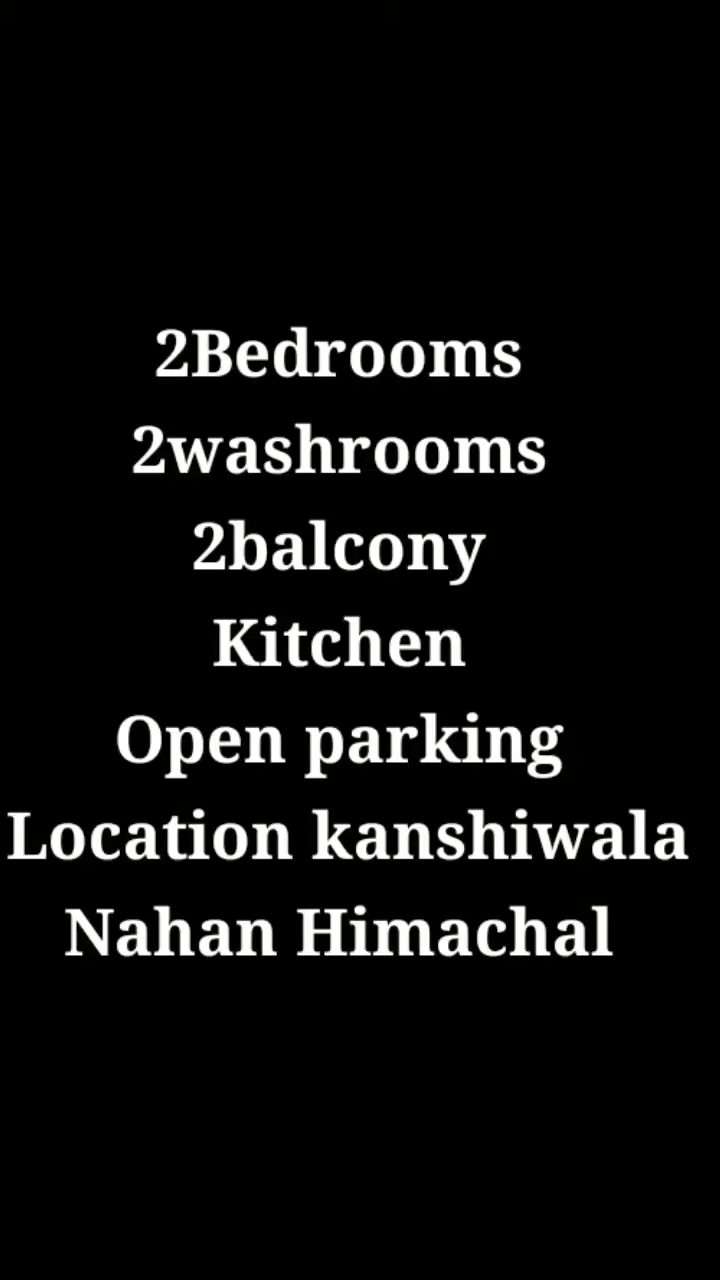 2Bedrooms
2washrooms
2balcony
Kitchen
Open parking
Location kanshiwala
Nahan Himachal